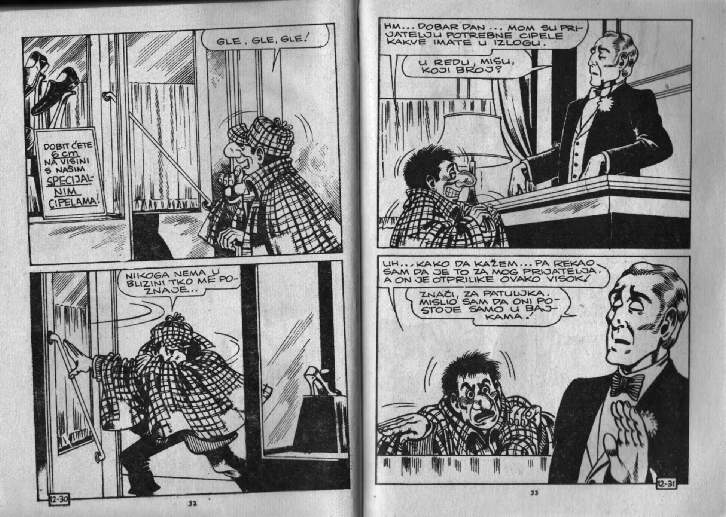 GLE, GLE, GLE!
DOBIT ĆETE
6 cm
NA VISINI
S NAŠIM
SPECIJAL-
NIM
CIPELAMA!
NIKOGA NEMA U
BLIZINI TKO ME PO-
ZNAJE...
12-30
32
HM... DOBAR DAN... MOM SU PRI-
JATELJU POTREBNE CIPELE
KAKVE IMATE U IZLOGU.
U REDU, MIŠU,
KOJI BROJ?
UH... KAKO DA KAŽEM... PA REKAO
SAM DA JE TO ZA MOG PRIJATELJA,
A ON JE OTPRILIKE OVAKO VISOK!
ZNAČI, ZA PATULJKA.
MISLIO SAM DA ONI PO-
STOJE SAMO U BAJ-
KAMA!
33
12-31